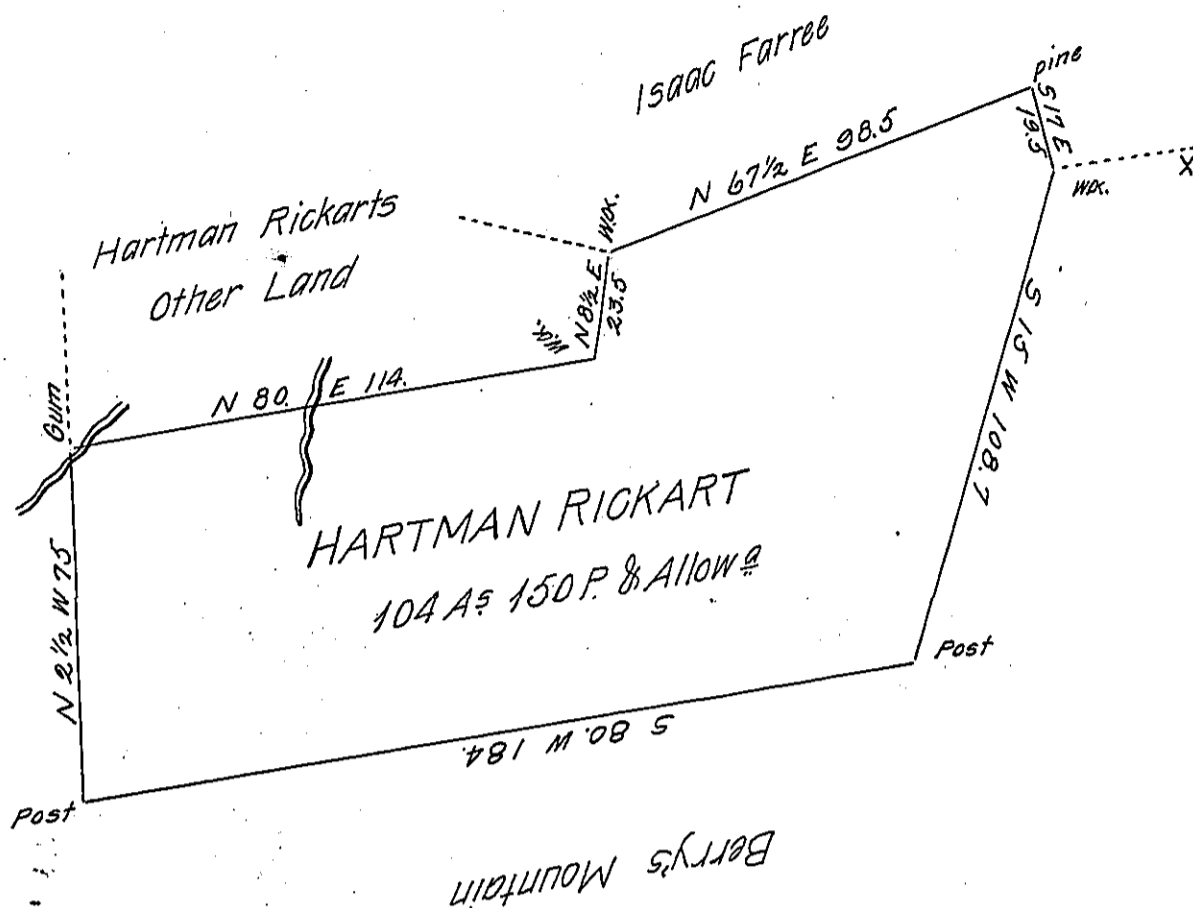 Isaac Farree
pine
S 17 E
19.5
N 67½ E 98.5
wo.
X
Hartman Rickarts
Other Land
wo.
N 8½ E
23.5
w.o.
Gum
N 80. E 114.
S 15 W 108.7
HARTMAN RICKART
104 As 150 P. & Allow a
N 2½ W 75
Post
S 80. W 184.
Post
Berry's Mountain